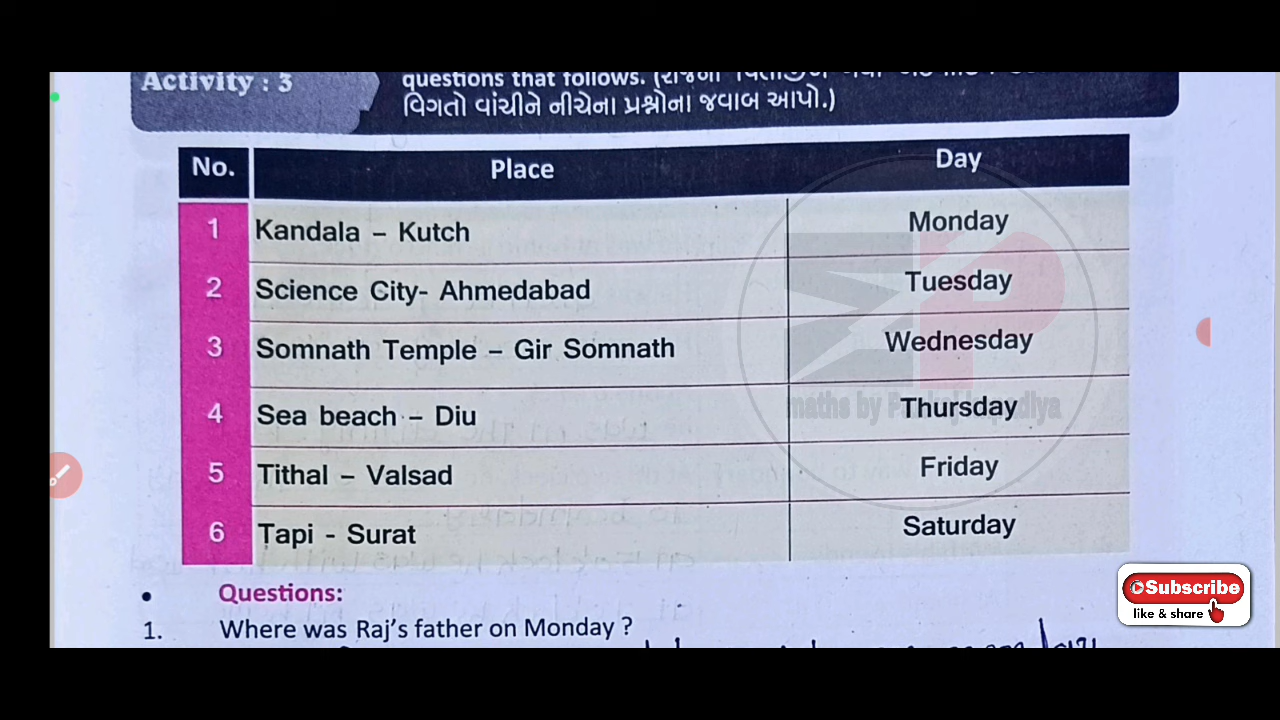 Activity : 3
questions that follows.
વિગતો વાંચીને નીચેના પ્રશ્નોના જવાબ આપો.)
No. Place Day
1 Kandala – Kutch Monday
2 Science City- Ahmedabad Tuesday
3 Somnath Temple – Gir Somnath Wednesday
4 Sea beach – Diu Thursday
5 Tithal – Valsad Friday
6 Tapi - Surat Saturday
maths by
• Questions:
1. Where was Raj's father on Monday ?
Subscribe
like & share